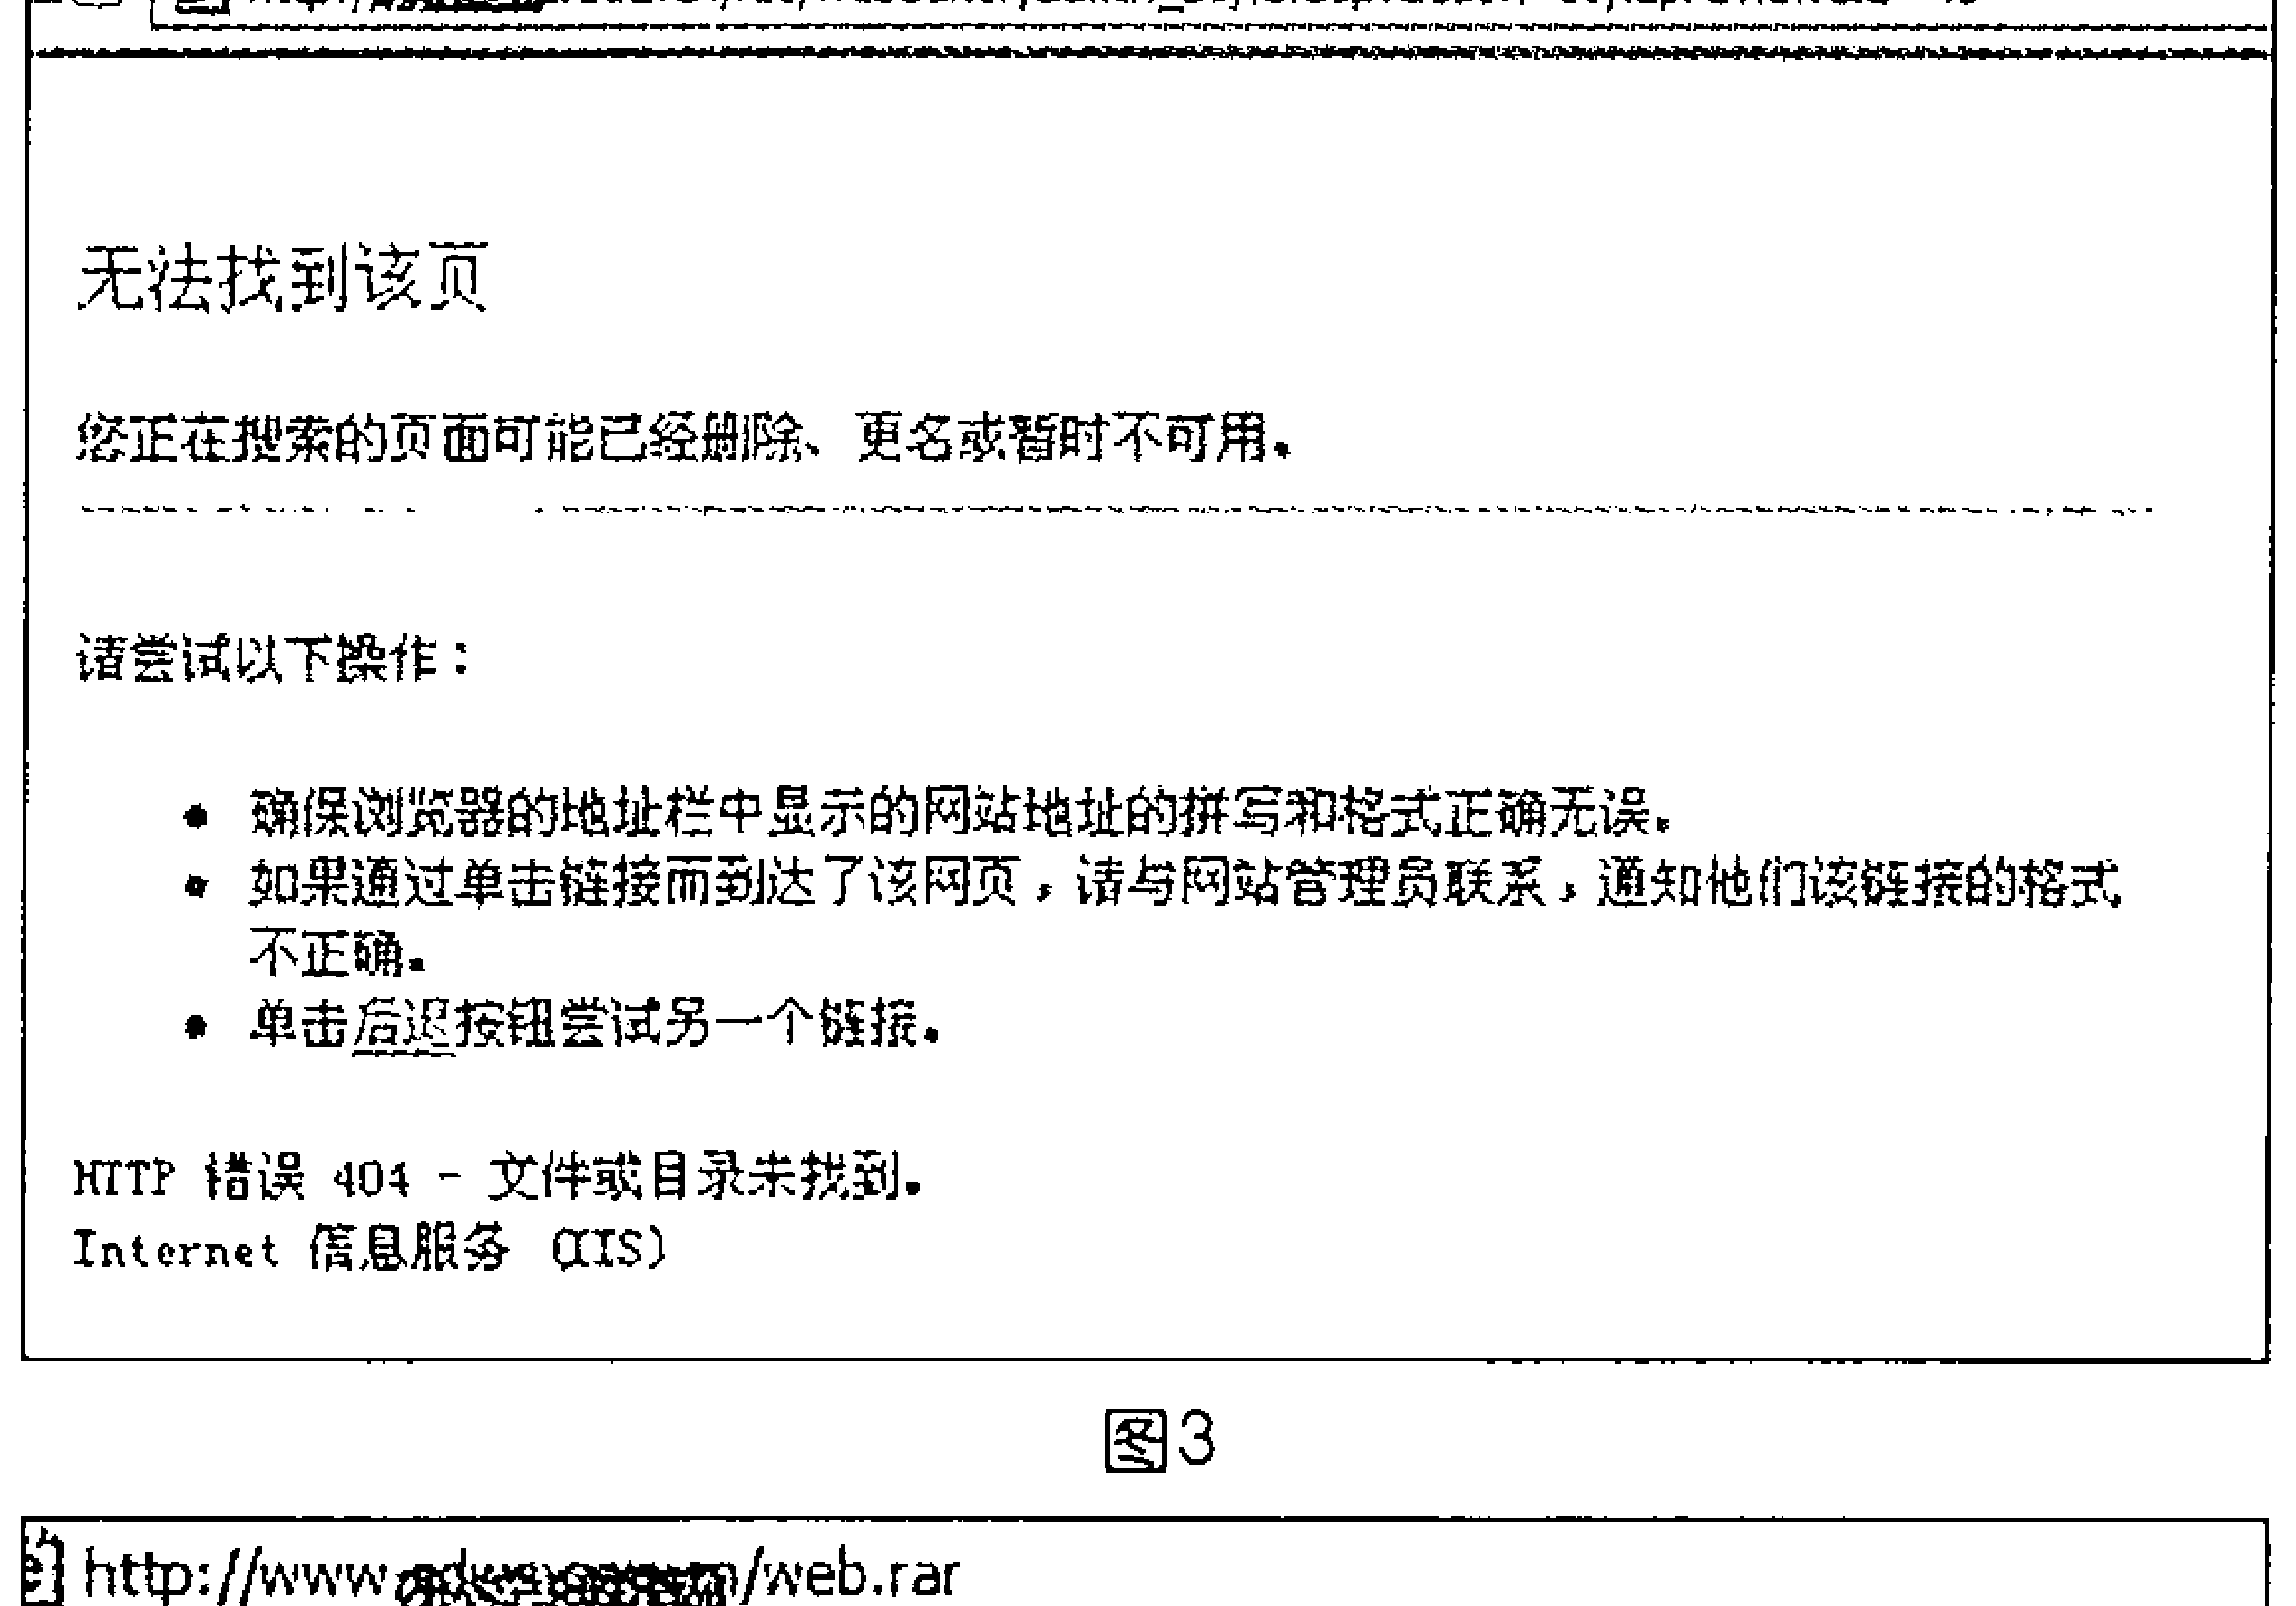 无法找到该页
您正在搜索的页面可能已经删除、更名或暂时不可用。
请尝试以下操作：
● 确保浏览器的地址栏中显示的网站地址的拼写和格式正确无误。
● 如果通过单击链接而到达了该网页，请与网站管理员联系，通知他们该链接的格式
不正确。
● 单击后退按钮尝试另一个链接。
HTTP 错误 404 - 文件或目录未找到。
Internet 信息服务 (IIS)
图3
http://www /web.rar